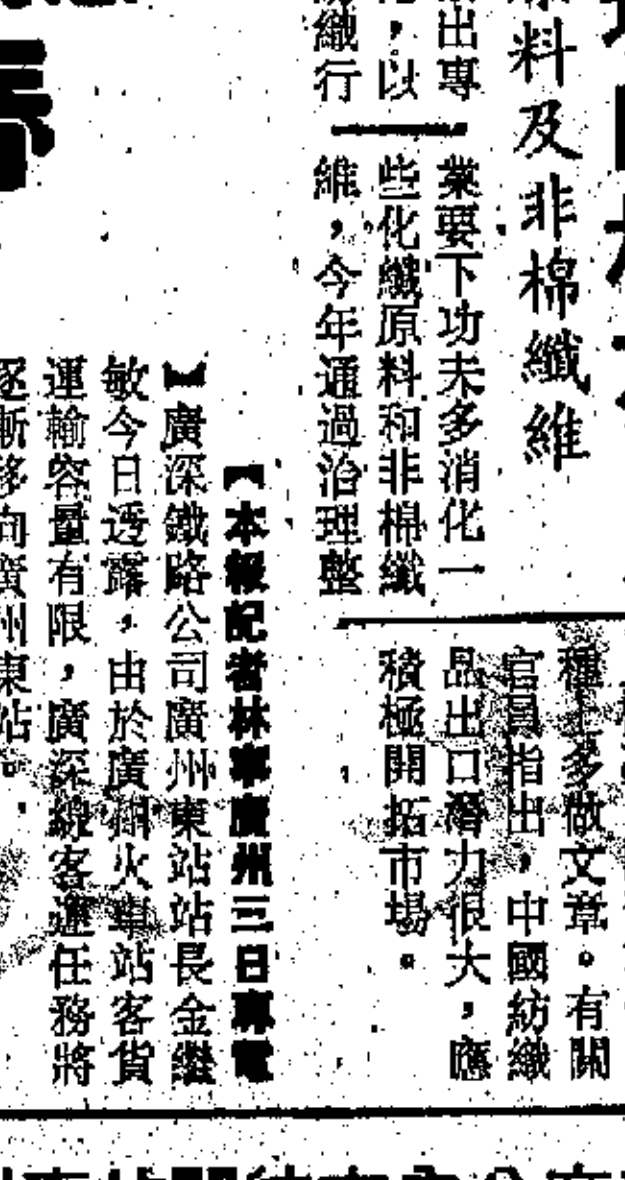 料及非棉纖維
出專
，以
織行
業要下功夫多消化一
些化纖原料和非棉纖
維，今年通過治理整
種上多做文章。有關
官員指出，中國紡織
品出口潛力很大，應
積極開拓市場。
【本報記者林 廣州三日專電
】廣深鐵路公司廣州東站站長金繼
敏今日透露，由於廣州火車站客貨
運輸容量有限，廣深線客運任務將
逐漸移向廣州東站。